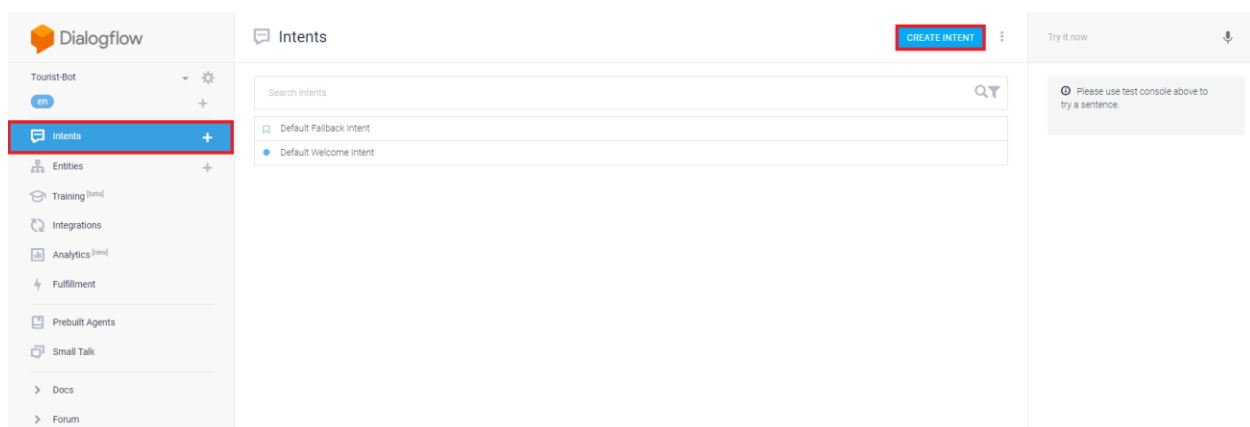 Dialogflow
Tourist-Bot
en
Intents
Entities
Training [beta]
Integrations
Analytics [new]
Fulfillment
Prebuilt Agents
Small Talk
Docs
Forum
Intents
CREATE INTENT
Search intents
Default Fallback Intent
Default Welcome Intent
Try it now
Please use test console above to
try a sentence.